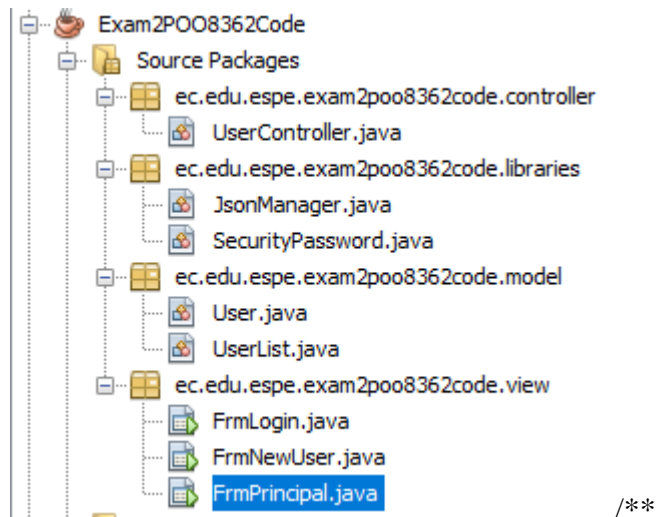 Exam2POO8362Code
Source Packages
ec.edu.espe.exam2poo8362code.controller
UserController.java
ec.edu.espe.exam2poo8362code.libraries
JsonManager.java
SecurityPassword.java
ec.edu.espe.exam2poo8362code.model
User.java
UserList.java
ec.edu.espe.exam2poo8362code.view
FrmLogin.java
FrmNewUser.java
FrmPrincipal.java /**